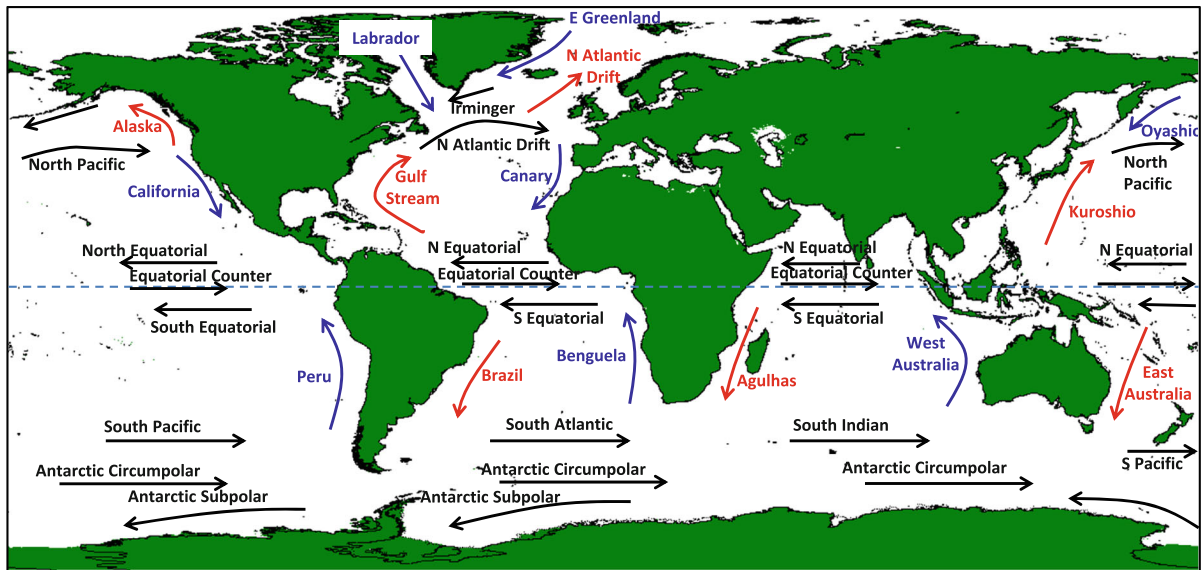 E Greenland
Labrador
N Atlantic
Drift
Irminger
Alaska
N Atlantic Drift
North Pacific
California
Gulf
Stream
Canary
Oyashio
North
Pacific
Kuroshio
North Equatorial
N Equatorial
N Equatorial
N Equatorial
Equatorial Counter
Equatorial Counter
Equatorial Counter
South Equatorial
S Equatorial
S Equatorial
Peru
Brazil
Benguela
Agulhas
West
Australia
East
Australia
South Pacific
South Atlantic
South Indian
S Pacific
Antarctic Circumpolar
Antarctic Circumpolar
Antarctic Circumpolar
Antarctic Subpolar
Antarctic Subpolar